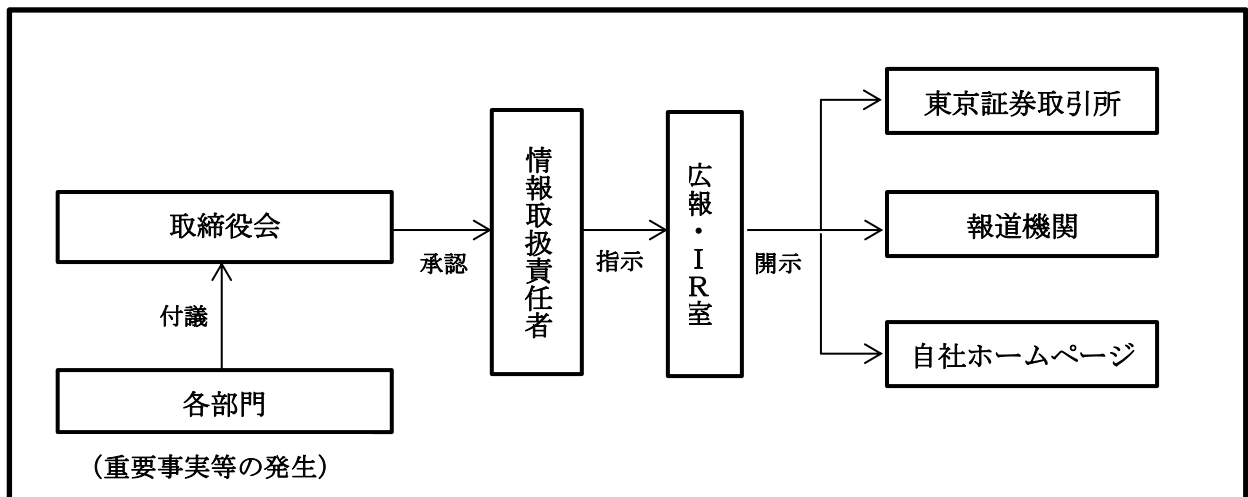 取締役会
付議
各部門
（重要事実等の発生）
承認
情報取扱責任者
指示
広報・ＩＲ室
開示
東京証券取引所
報道機関
自社ホームページ